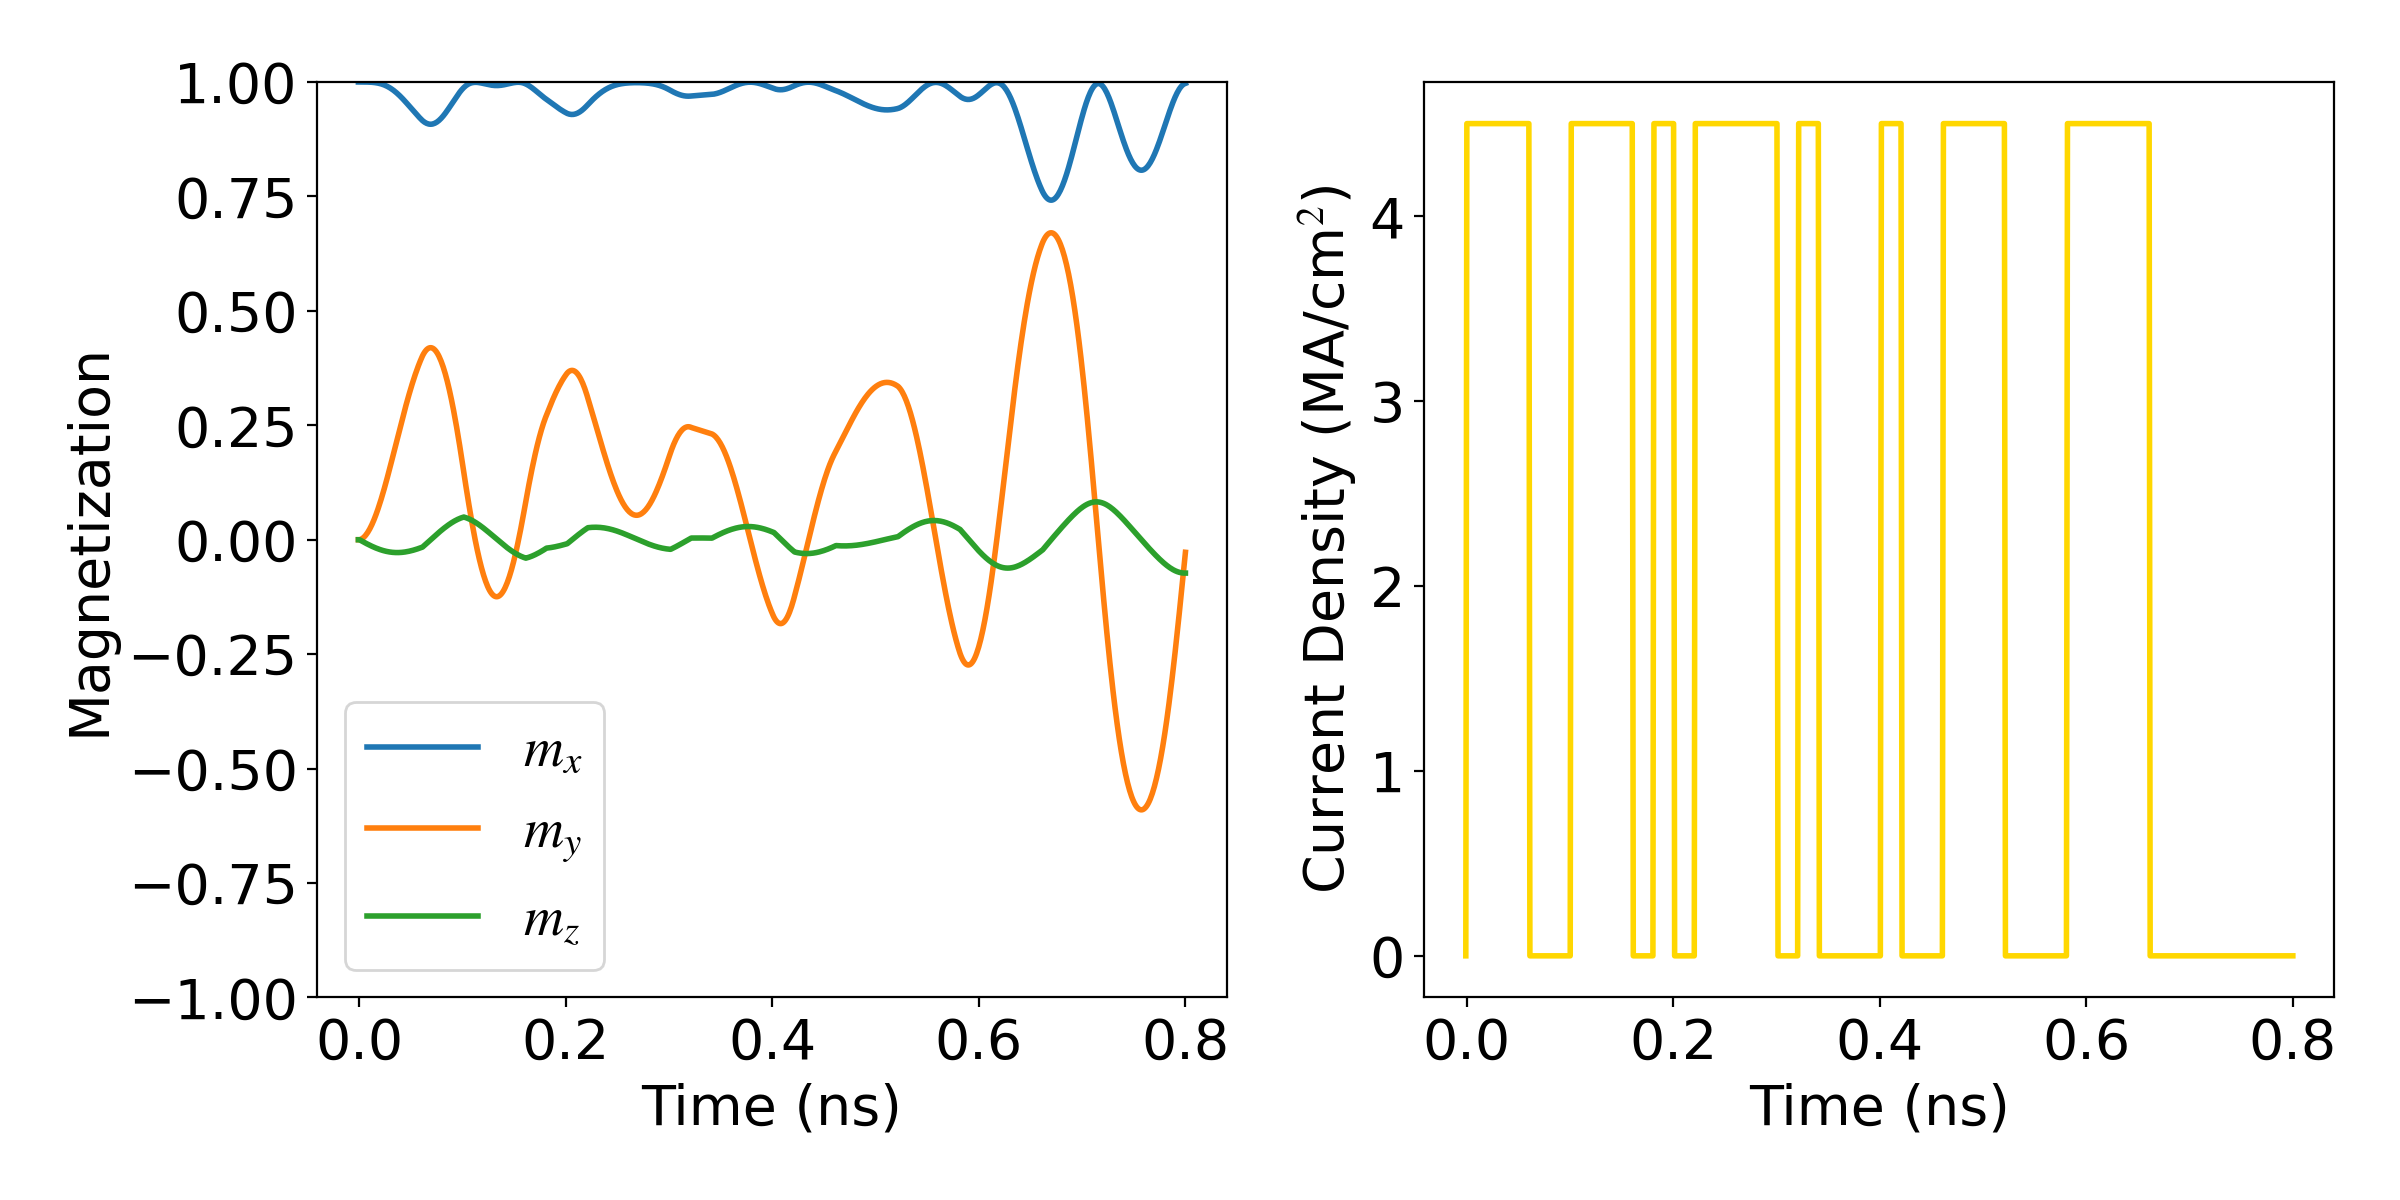 1.00
0.75
0.50
0.25
0.00
−0.25
−0.50
−0.75
−1.00
Magnetization
0.0 0.2 0.4 0.6 0.8
Time (ns)
m_x
m_y
m_z
4
3
2
1
0
Current Density (MA/cm²)
0.0 0.2 0.4 0.6 0.8
Time (ns)